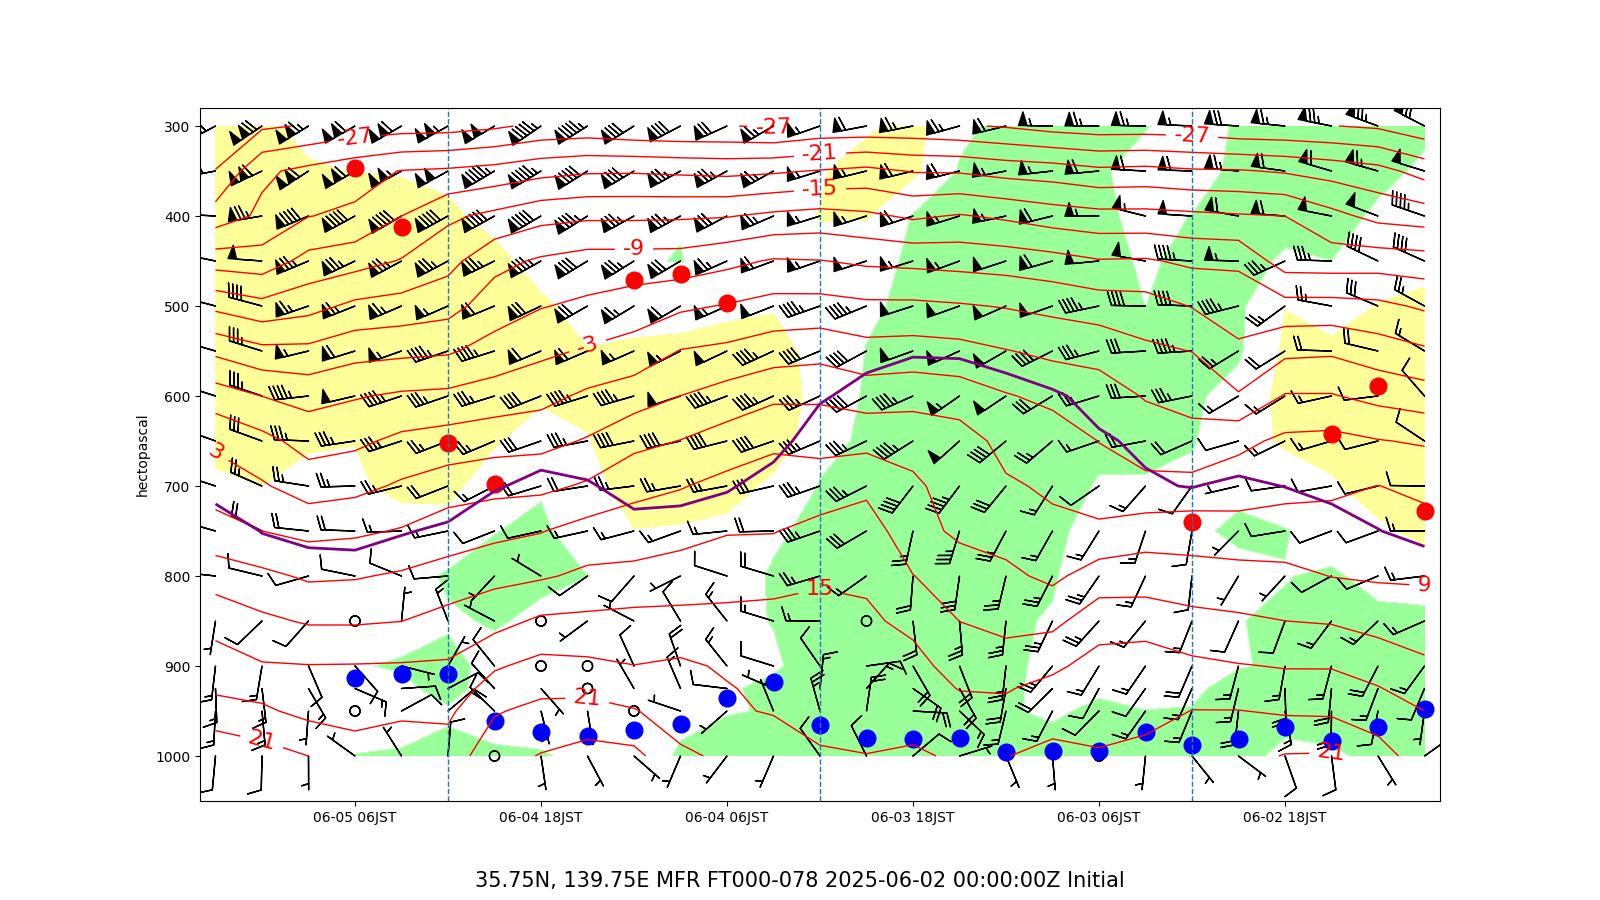 300
400
500
600
700
800
900
1000
hectopascal
-27
-27
-27
-21
-15
-9
-3
3
15
9
21
21
21
06-05 06JST
06-04 18JST
06-04 06JST
06-03 18JST
06-03 06JST
06-02 18JST
35.75N, 139.75E MFR FT000-078 2025-06-02 00:00:00Z Initial